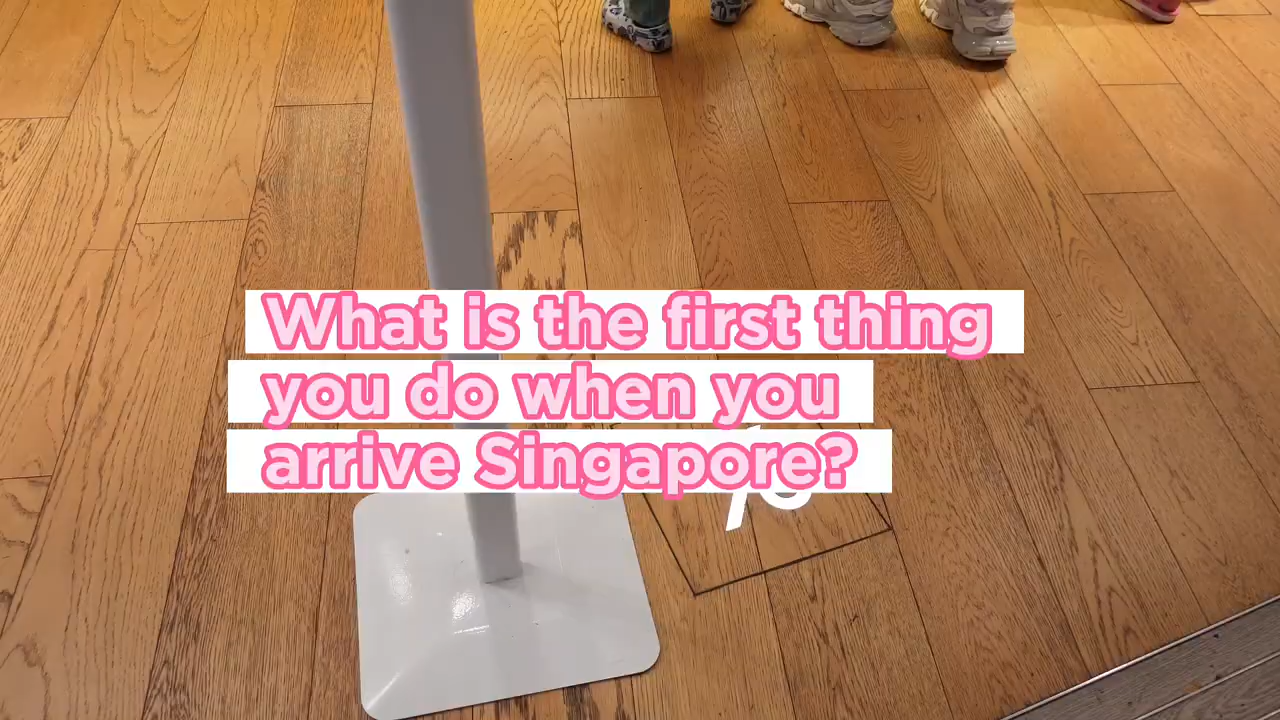 What is the first thing
you do when you
arrive Singapore?